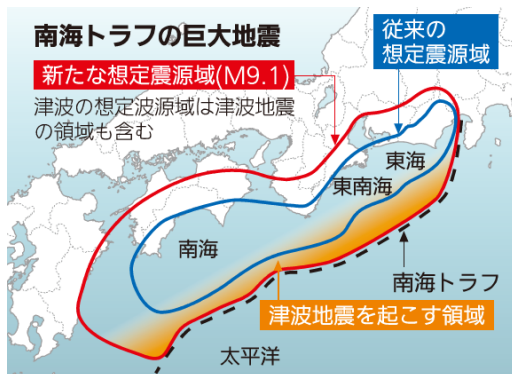 南海トラフの巨大地震
従来の
想定震源域
新たな想定震源域(M9.1)
津波の想定波源域は津波地震
の領域も含む
東海
東南海
南海
南海トラフ
津波地震を起こす領域
太平洋